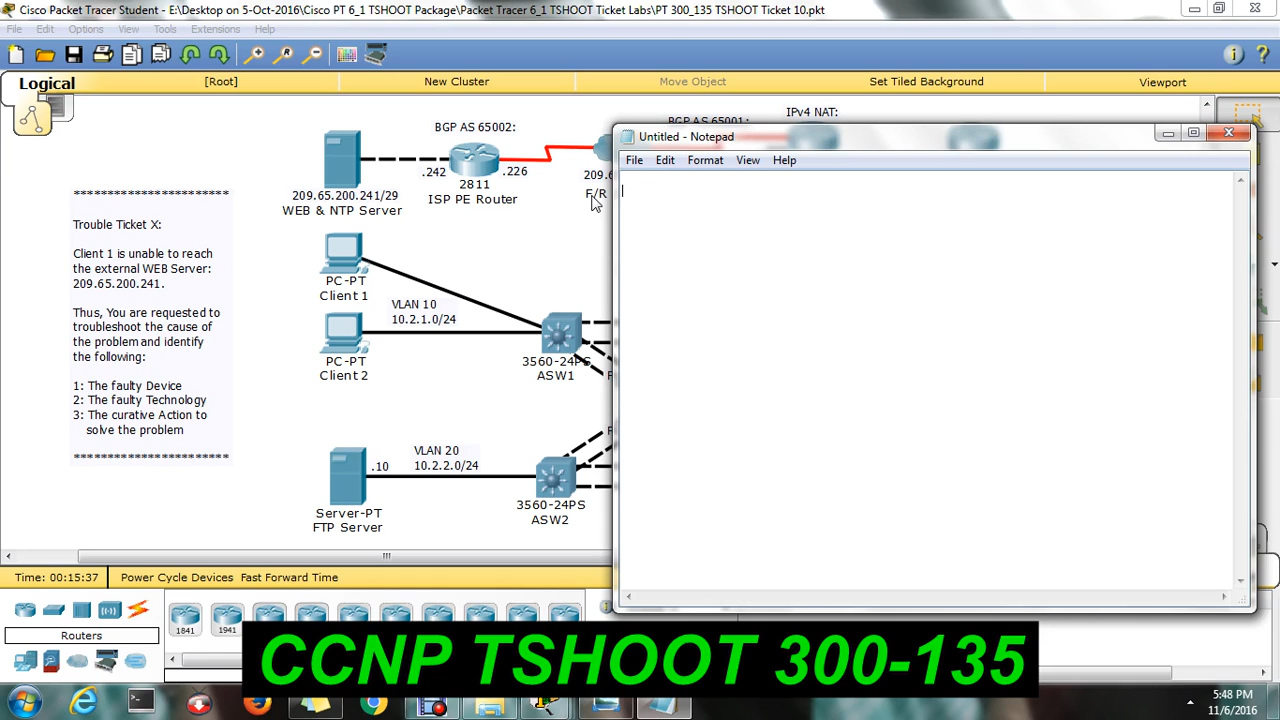 Cisco Packet Tracer Student - E:\Desktop on 5-Oct-2016\Cisco PT 6_1 TSHOOT Package\Packet Tracer 6_1 TSHOOT Ticket Labs\PT 300_135 TSHOOT Ticket 10.pkt
File Edit Options View Tools Extensions Help
Logical [Root] New Cluster Move Object Set Tiled Background Viewport
IPv4 NAT:
BGP AS 65002:
BGP AS 65001:
Untitled - Notepad
File Edit Format View Help
.242 .226
2811
ISP PE Router
209.6
F/R
209.65.200.241/29
WEB & NTP Server
***********************
Trouble Ticket X:
Client 1 is unable to reach
the external WEB Server:
209.65.200.241.
Thus, You are requested to
troubleshoot the cause of
the problem and identify
the following:
1: The faulty Device
2: The faulty Technology
3: The curative Action to
solve the problem
***********************
PC-PT
Client 1
VLAN 10
10.2.1.0/24
PC-PT
Client 2
3560-24PS
ASW1
VLAN 20
10.2.2.0/24
.10
Server-PT
FTP Server
3560-24PS
ASW2
Time: 00:15:37 Power Cycle Devices Fast Forward Time
Routers
1841 1941
CCNP TSHOOT 300-135
5:48 PM
11/6/2016